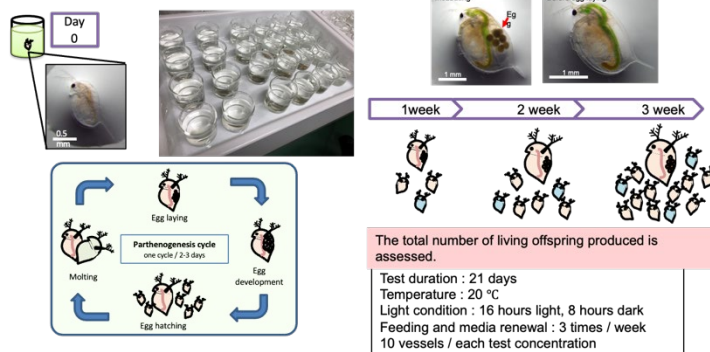 Day
0
0.5
mm
Eg
g
1 mm
1 mm
1week
2 week
3 week
Egg laying
Parthenogenesis cycle
one cycle / 2-3 days
Molting
Egg
development
Egg hatching
The total number of living offspring produced is
assessed.
Test duration : 21 days
Temperature : 20 ℃
Light condition : 16 hours light, 8 hours dark
Feeding and media renewal : 3 times / week
10 vessels / each test concentration